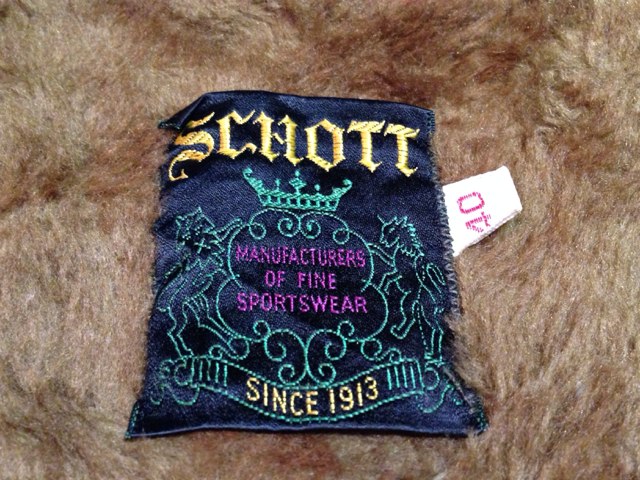 SCHOTT
MANUFACTURERS
OF FINE
SPORTSWEAR
SINCE 1913
40